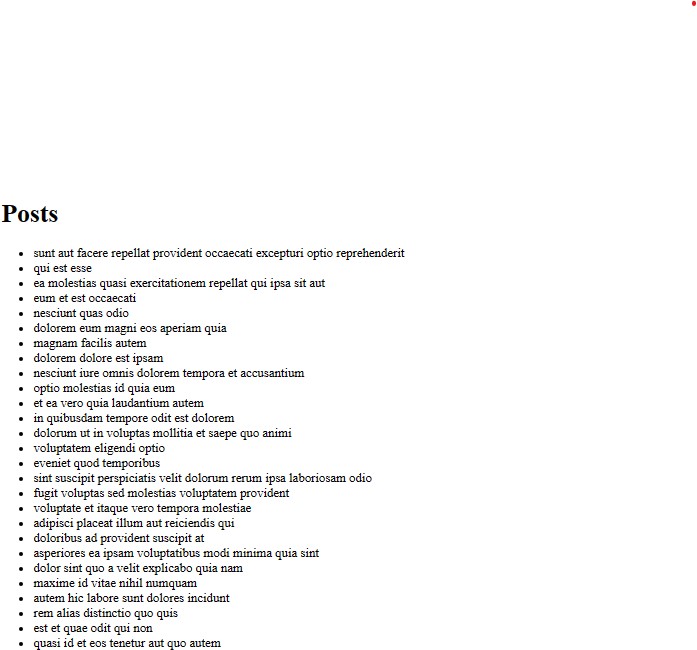 Posts
sunt aut facere repellat provident occaecati excepturi optio reprehenderit
qui est esse
ea molestias quasi exercitationem repellat qui ipsa sit aut
eum et est occaecati
nesciunt quas odio
dolorem eum magni eos aperiam quia
magnam facilis autem
dolorem dolore est ipsam
nesciunt iure omnis dolorem tempora et accusantium
optio molestias id quia eum
et ea vero quia laudantium autem
in quibusdam tempore odit est dolorem
dolorum ut in voluptas mollitia et saepe quo animi
voluptatem eligendi optio
eveniet quod temporibus
sint suscipit perspiciatis velit dolorum rerum ipsa laboriosam odio
fugit voluptas sed molestias voluptatem provident
voluptate et itaque vero tempora molestiae
adipisci placeat illum aut reiciendis qui
doloribus ad provident suscipit at
asperiores ea ipsam voluptatibus modi minima quia sint
dolor sint quo a velit explicabo quia nam
maxime id vitae nihil numquam
autem hic labore sunt dolores incidunt
rem alias distinctio quo quis
est et quae odit qui non
quasi id et eos tenetur aut quo autem